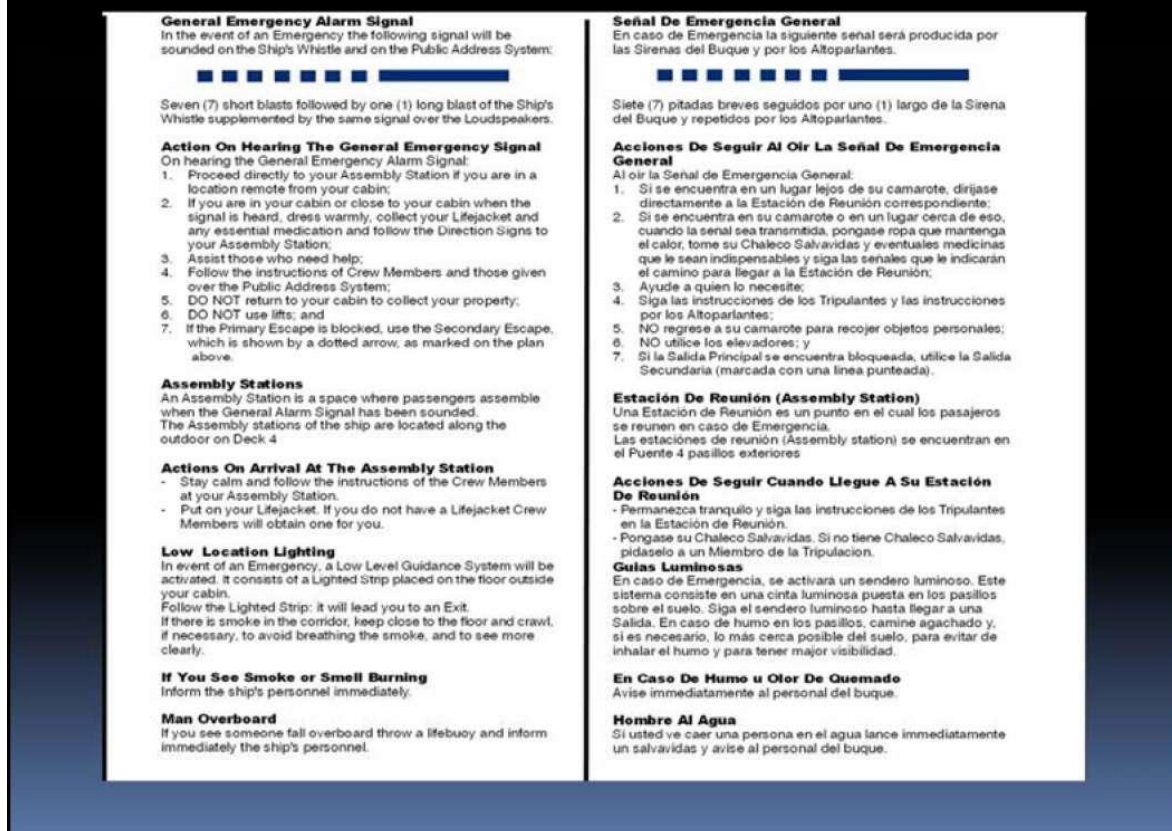 General Emergency Alarm Signal
In the event of an Emergency the following signal will be
sounded on the Ship's Whistle and on the Public Address System:
Seven (7) short blasts followed by one (1) long blast of the Ship's
Whistle supplemented by the same signal over the Loudspeakers.
Action On Hearing The General Emergency Signal
On hearing the General Emergency Alarm Signal:
1. Proceed directly to your Assembly Station if you are in a
location remote from your cabin;
2. If you are in your cabin or close to your cabin when the
signal is heard, dress warmly, collect your Lifejacket and
any essential medication and follow the Direction Signs to
your Assembly Station;
3. Assist those who need help;
4. Follow the instructions of Crew Members and those given
over the Public Address System;
5. DO NOT return to your cabin to collect your property;
6. DO NOT use lifts; and
7. If the Primary Escape is blocked, use the Secondary Escape,
which is shown by a dotted arrow, as marked on the plan
above.
Assembly Stations
An Assembly Station is a space where passengers assemble
when the General Alarm Signal has been sounded.
The Assembly stations of the ship are located along the
outdoor on Deck 4
Actions On Arrival At The Assembly Station
- Stay calm and follow the instructions of the Crew Members
at your Assembly Station.
- Put on your Lifejacket. If you do not have a Lifejacket Crew
Members will obtain one for you.
Low Location Lighting
In event of an Emergency, a Low Level Guidance System will be
activated. It consists of a Lighted Strip placed on the floor outside
your cabin.
Follow the Lighted Strip: it will lead you to an Exit.
If there is smoke in the corridor, keep close to the floor and crawl,
if necessary, to avoid breathing the smoke, and to see more
clearly.
If You See Smoke or Smell Burning
Inform the ship's personnel immediately.
Man Overboard
If you see someone fall overboard throw a lifebuoy and inform
immediately the ship's personnel.
Señal De Emergencia General
En caso de Emergencia la siguiente señal será producida por
las Sirenas del Buque y por los Altoparlantes.
Siete (7) pitadas breves seguidos por uno (1) largo de la Sirena
del Buque y repetidos por los Altoparlantes.
Acciones De Seguir Al Oir La Señal De Emergencia
General
Al oir la Señal de Emergencia General:
1. Si se encuentra en un lugar lejos de su camarote, dirijase
directamente a la Estación de Reunión correspondiente;
2. Si se encuentra en su camarote o en un lugar cerca de eso,
cuando la senal sea transmitida, pongase ropa que mantenga
el calor, tome su Chaleco Salvavidas y eventuales medicinas
que le sean indispensables y siga las señales que le indicarán
el camino para llegar a la Estación de Reunión;
3. Ayude a quien lo necesite;
4. Siga las instrucciones de los Tripulantes y las instrucciones
por los Altoparlantes;
5. NO regrese a su camarote para recojer objetos personales;
6. NO utilice los elevadores; y
7. Si la Salida Principal se encuentra bloqueada, utilice la Salida
Secundaria (marcada con una linea punteada).
Estación De Reunión (Assembly Station)
Una Estación de Reunión es un punto en el cual los pasajeros
se reunen en caso de Emergencia.
Las estaciónes de reunión (Assembly station) se encuentran en
el Puente 4 pasillos exteriores
Acciones De Seguir Cuando Llegue A Su Estación
De Reunión
- Permanezca tranquilo y siga las instrucciones de los Tripulantes
en la Estación de Reunión.
- Pongase su Chaleco Salvavidas. Si no tiene Chaleco Salvavidas,
pidaselo a un Miembro de la Tripulacion.
Guias Luminosas
En caso de Emergencia, se activará un sendero luminoso. Este
sistema consiste en una cinta luminosa puesta en los pasillos
sobre el suelo. Siga el sendero luminoso hasta llegar a una
Salida. En caso de humo en los pasillos, camine agachado y,
si es necesario, lo más cerca posible del suelo, para evitar de
inhalar el humo y para tener major visibilidad.
En Caso De Humo u Olor De Quemado
Avise immediatamente al personal del buque.
Hombre Al Agua
Si usted ve caer una persona en el agua lance immediatamente
un salvavidas y avise al personal del buque.